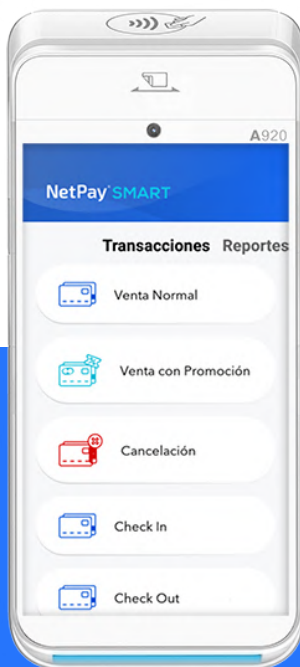 A920
NetPay SMART
Transacciones Reportes
Venta Normal
Venta con Promoción
Cancelación
Check In
Check Out